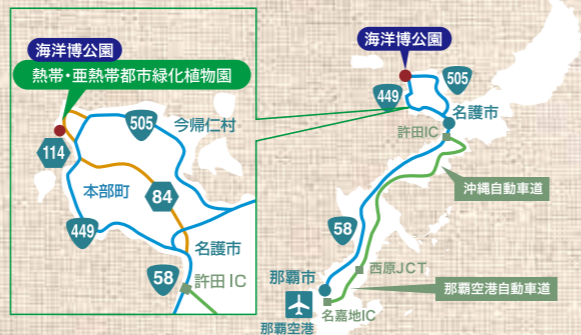 海洋博公園
熱帯・亜熱帯都市緑化植物園
505
今帰仁村
114
本部町
84
449
名護市
58
許田 IC
海洋博公園
505
449
名護市
許田IC
沖縄自動車道
58
西原JCT
那覇市
那覇空港自動車道
名嘉地IC
那覇空港